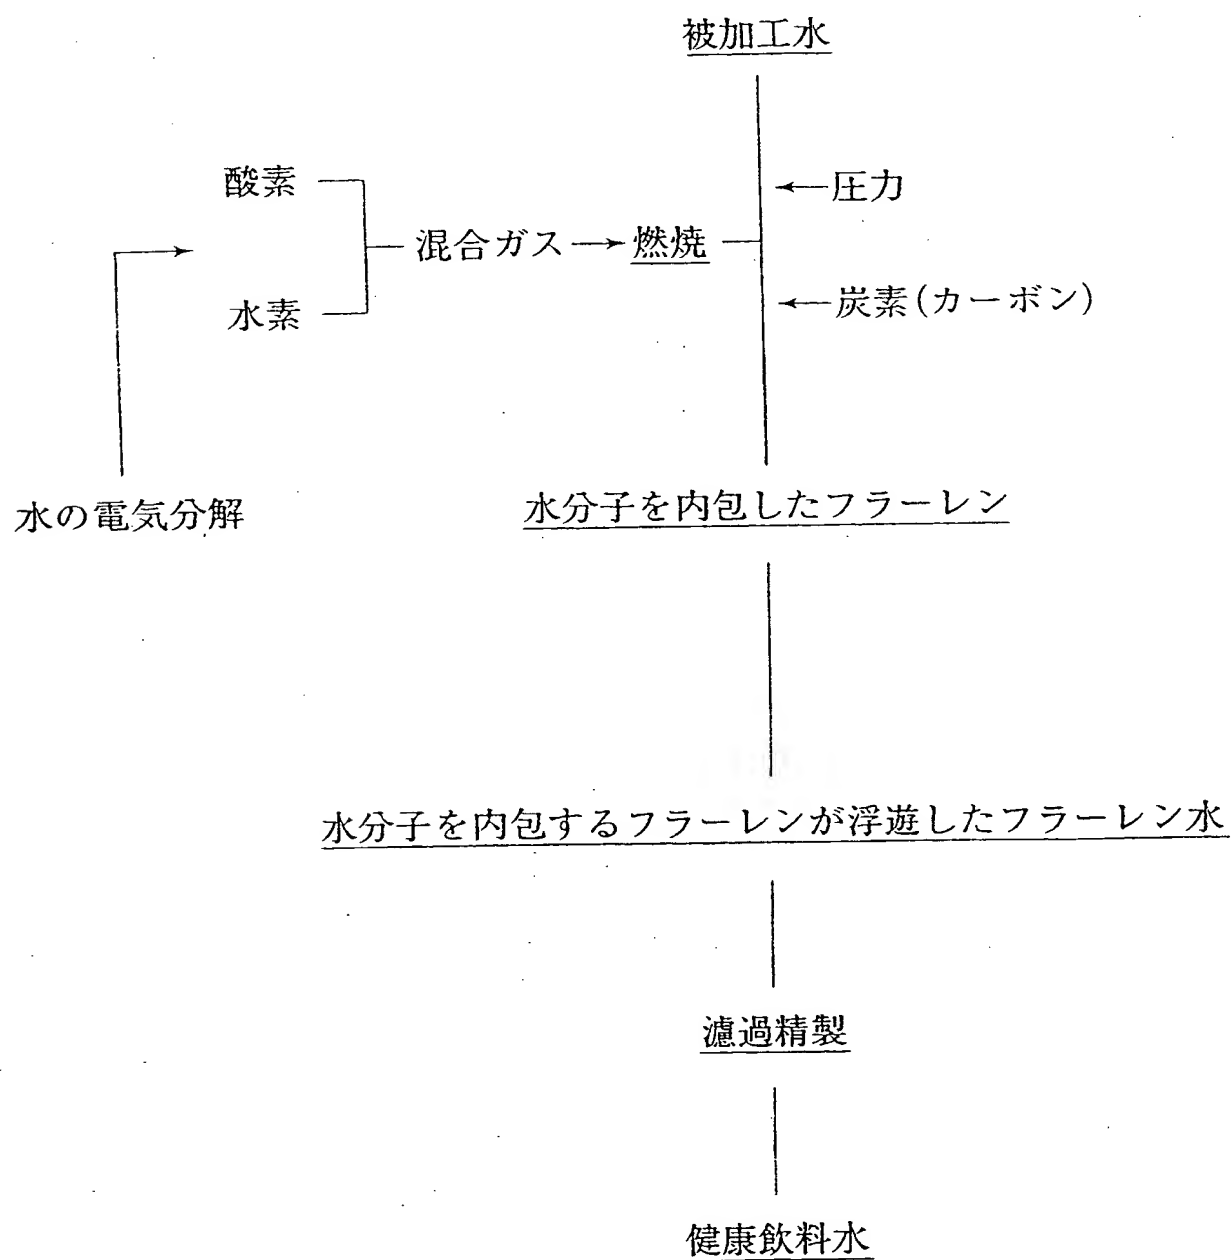 被加工水
酸素
圧力
混合ガス
燃焼
水素
炭素(カーボン)
水の電気分解
水分子を内包したフラーレン
水分子を内包するフラーレンが浮遊したフラーレン水
濾過精製
健康飲料水